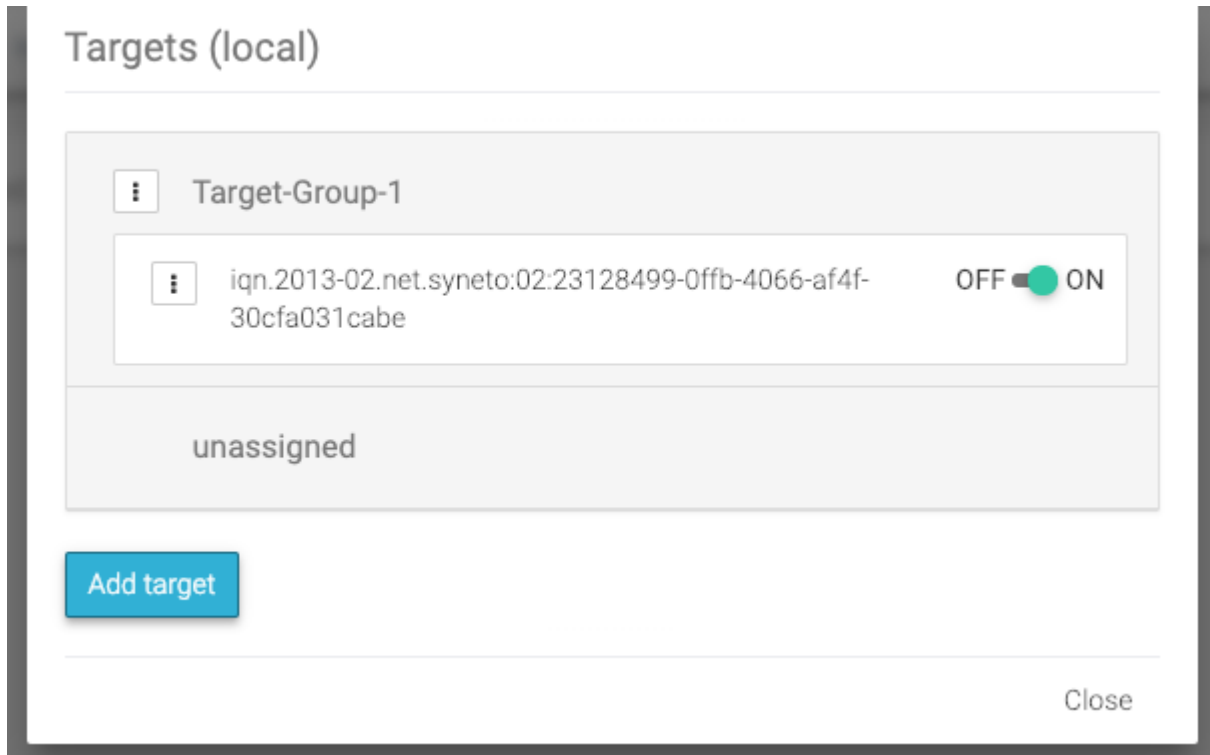 Targets (local)
Target-Group-1
iqn.2013-02.net.syneto:02:23128499-0ffb-4066-af4f-
30cfa031cabe
OFF ON
unassigned
Add target
Close